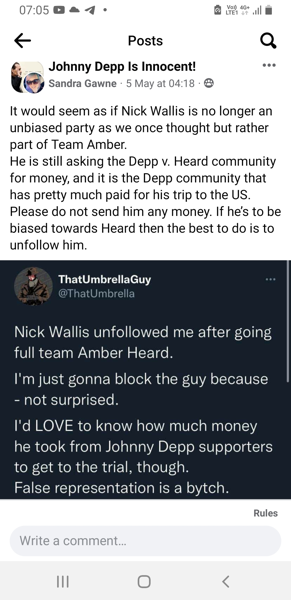 07:05
Vo)) 4G+
LTE1
Posts
Johnny Depp Is Innocent!
Sandra Gawne · 5 May at 04:18 ·
It would seem as if Nick Wallis is no longer an
unbiased party as we once thought but rather
part of Team Amber.
He is still asking the Depp v. Heard community
for money, and it is the Depp community that
has pretty much paid for his trip to the US.
Please do not send him any money. If he's to be
biased towards Heard then the best to do is to
unfollow him.
ThatUmbrellaGuy
@ThatUmbrella
Nick Wallis unfollowed me after going
full team Amber Heard.
I'm just gonna block the guy because
- not surprised.
I'd LOVE to know how much money
he took from Johnny Depp supporters
to get to the trial, though.
False representation is a bytch.
Rules
Write a comment...